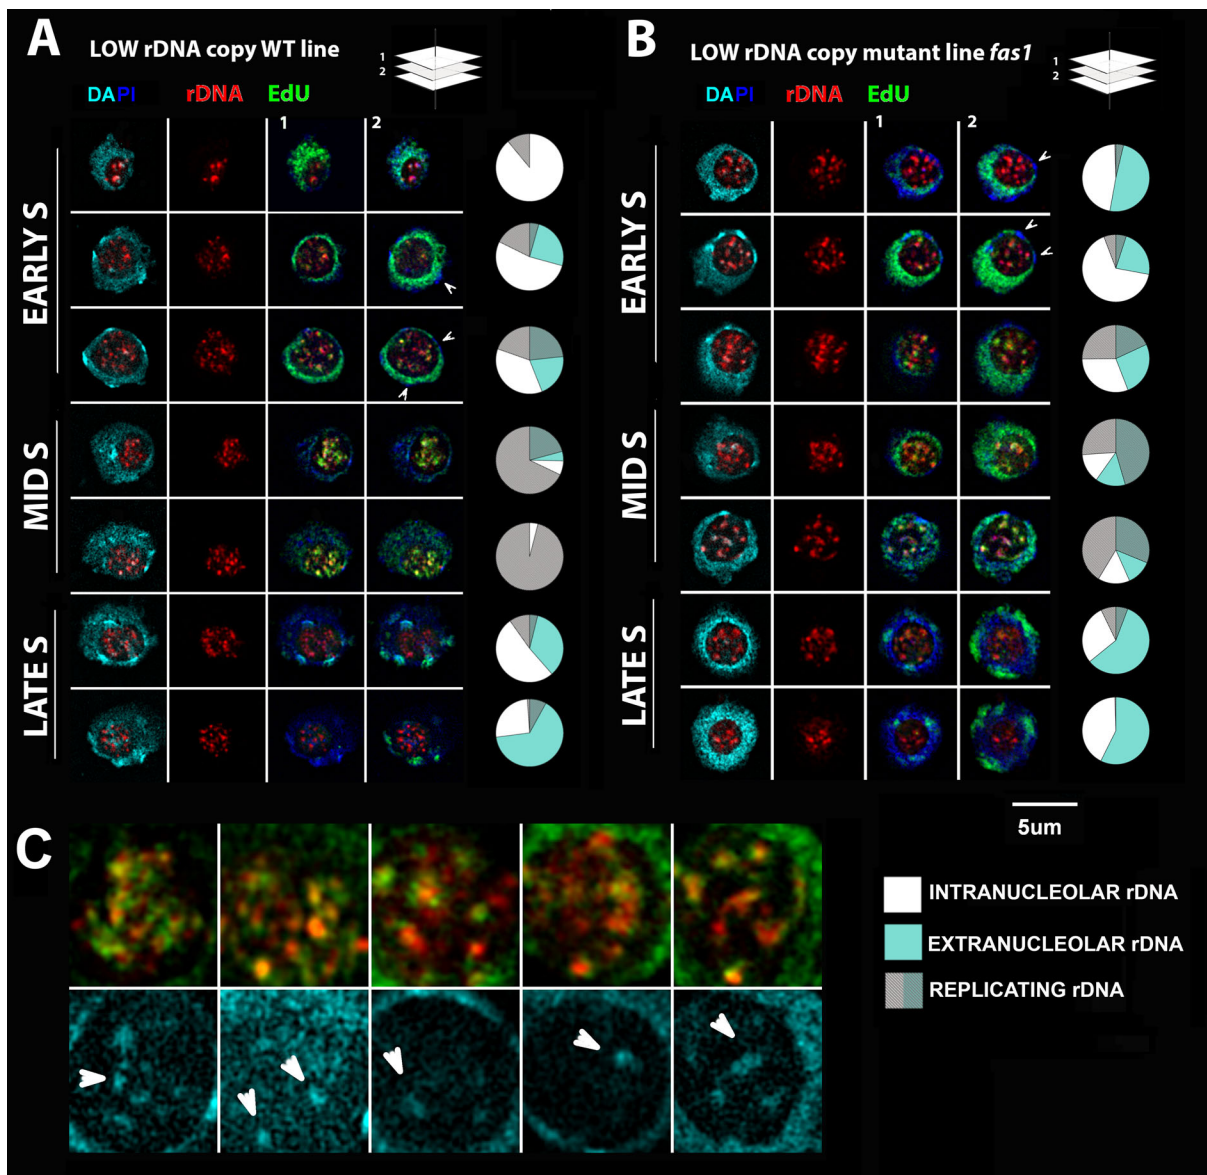 A
LOW rDNA copy WT line
1
2
DAPI
rDNA
EdU
1
2
EARLY S
MID S
LATE S
B
LOW rDNA copy mutant line fas1
1
2
DAPI
rDNA
EdU
1
2
EARLY S
MID S
LATE S
5um
C
INTRANUCLEOLAR rDNA
EXTRANUCLEOLAR rDNA
REPLICATING rDNA